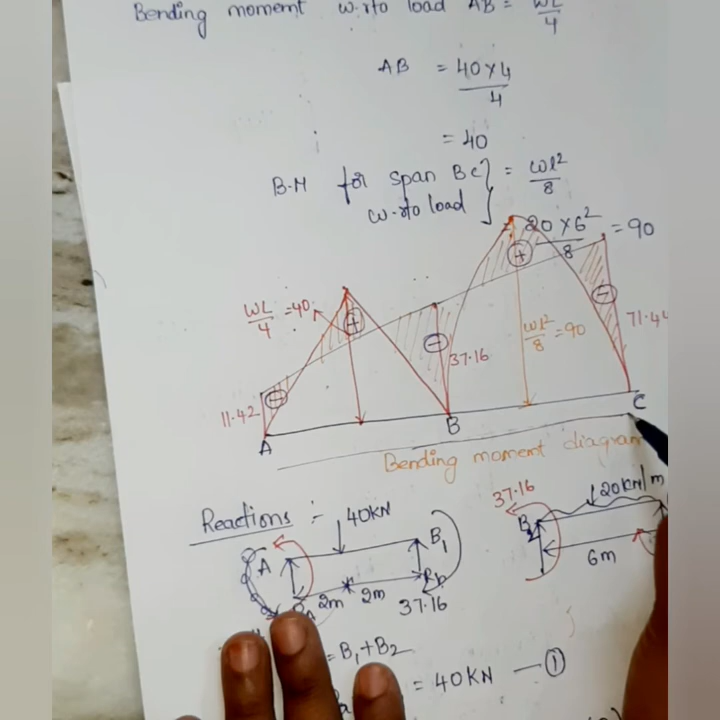 Bending moment w.r.to load AB = WL/4
AB = 40×4/4
= 40
B.M for span BC } = wl²/8
w.r.to load
= 20×6²/8 = 90
WL/4 = 40
+
+
−
−
−
wl²/8 = 90
37.16
71.4
11.42
A
B
C
Bending moment diagram
Reactions :-
40KN
37.16
20KN/m
A
B₁
B₂
2m
2m
37.16
6m
= B₁+B₂
= 40KN — ①